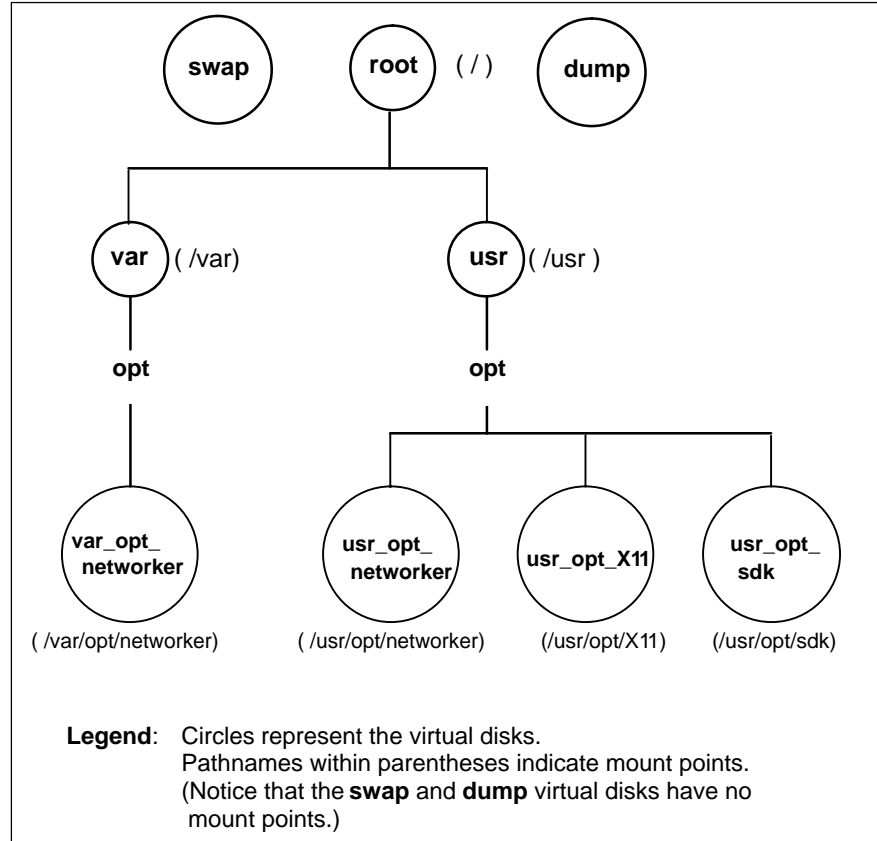 swap root ( / ) dump
var ( /var) usr ( /usr )
opt opt
var_opt_
networker
usr_opt_
networker
usr_opt_X11
usr_opt_
sdk
( /var/opt/networker) ( /usr/opt/networker) (/usr/opt/X11) (/usr/opt/sdk)
Legend: Circles represent the virtual disks.
Pathnames within parentheses indicate mount points.
(Notice that the swap and dump virtual disks have no
mount points.)